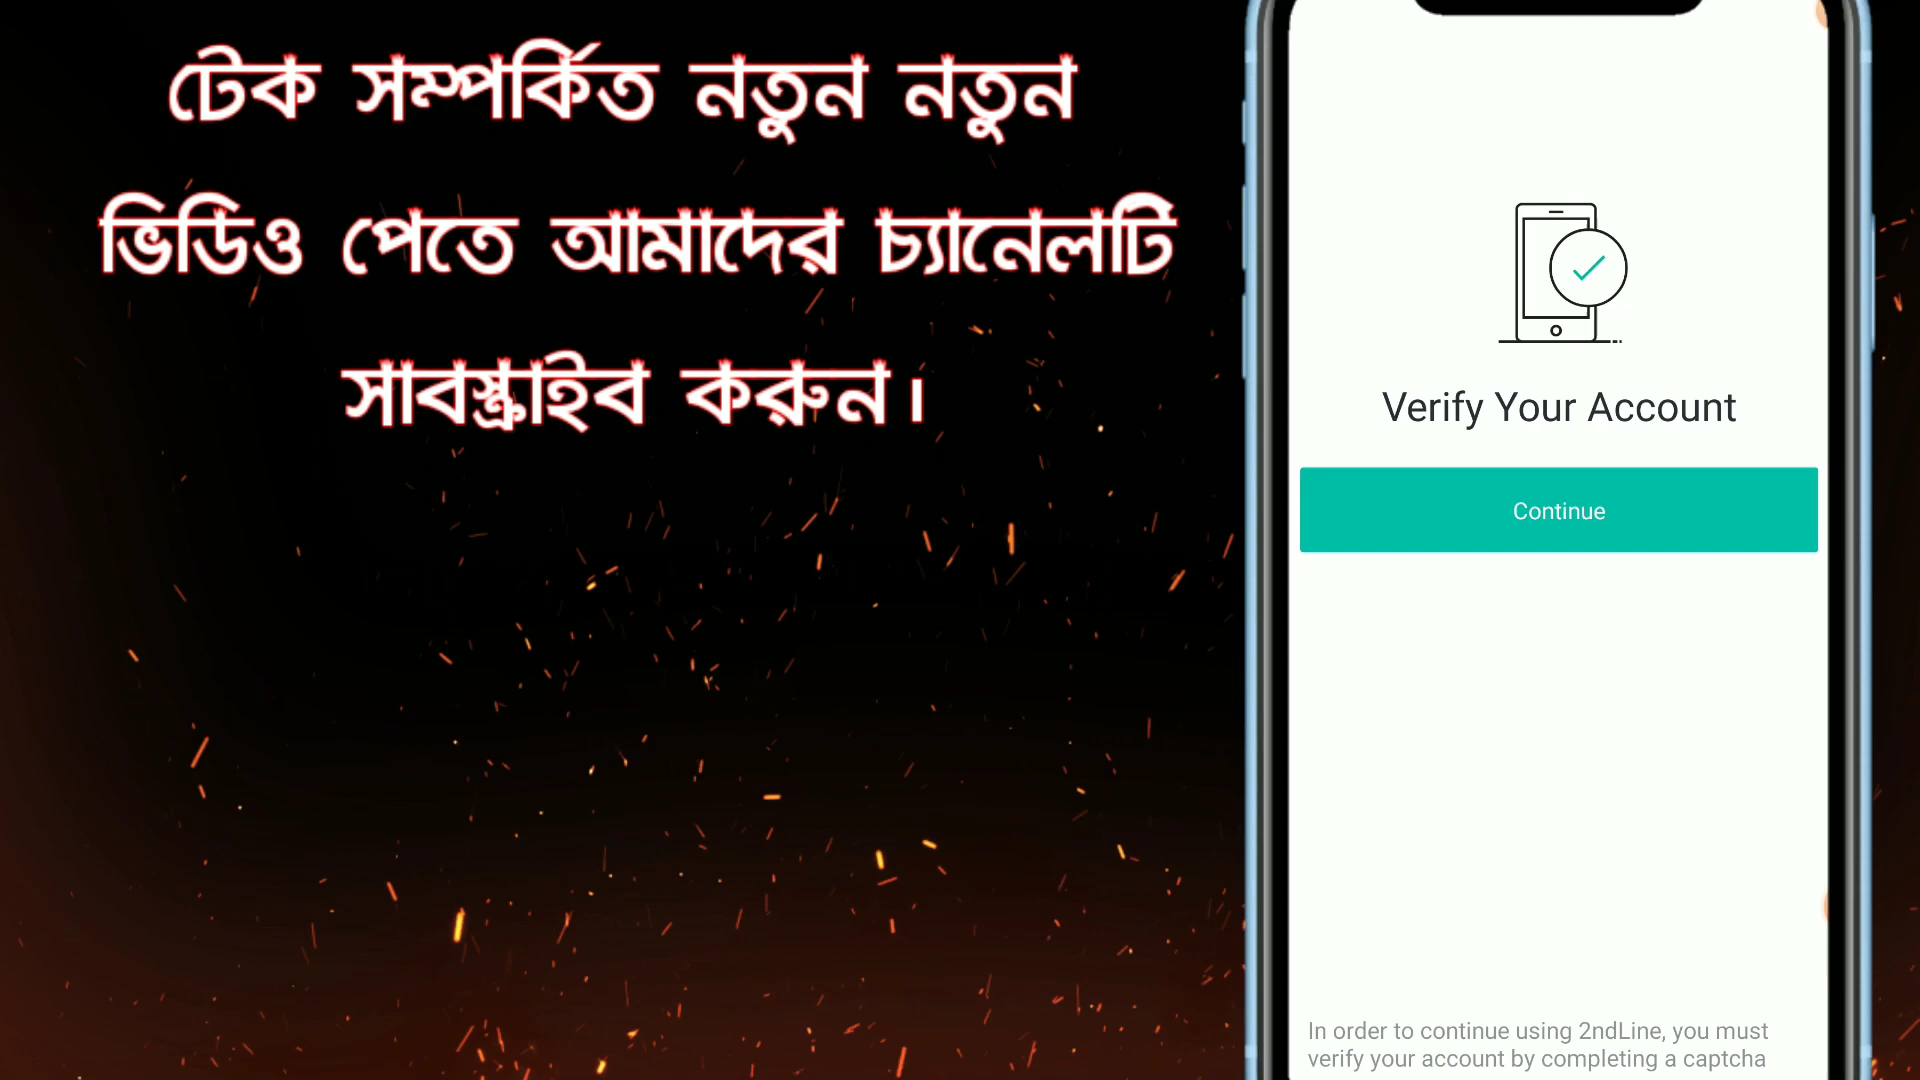 টেক সম্পর্কিত নতুন নতুন
ভিডিও পেতে আমাদের চ্যানেলটি
সাবস্ক্রাইব করুন।
Verify Your Account
Continue
In order to continue using 2ndLine, you must
verify your account by completing a captcha